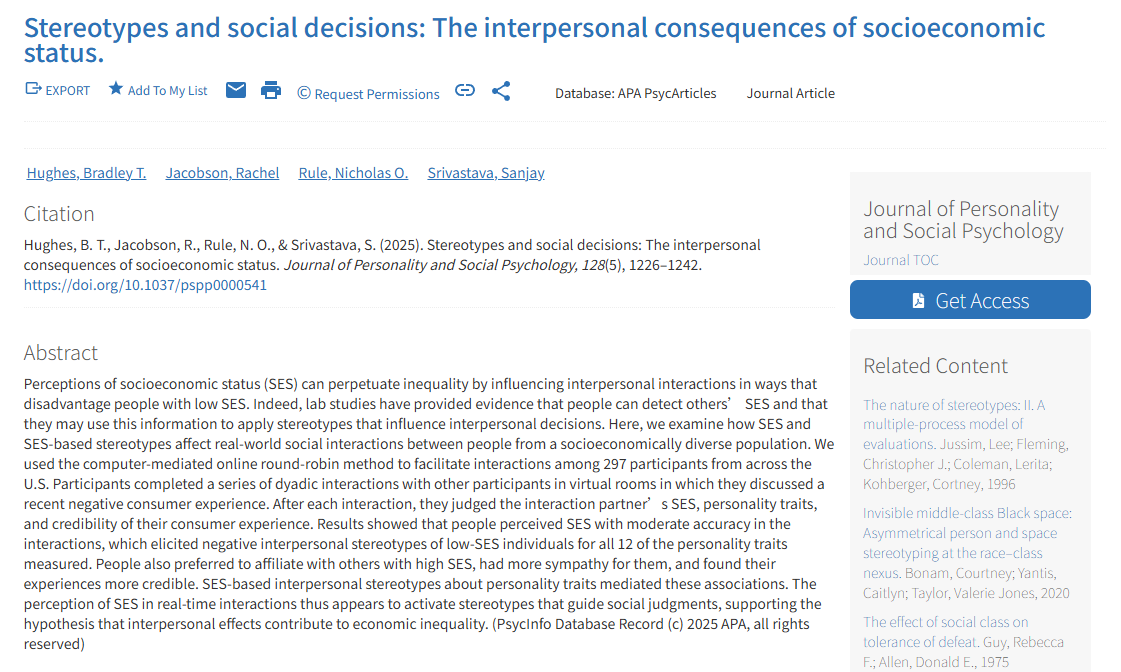 Stereotypes and social decisions: The interpersonal consequences of socioeconomic
status.
EXPORT Add To My List © Request Permissions Database: APA PsycArticles Journal Article
Hughes, Bradley T. Jacobson, Rachel Rule, Nicholas O. Srivastava, Sanjay
Citation
Hughes, B. T., Jacobson, R., Rule, N. O., & Srivastava, S. (2025). Stereotypes and social decisions: The interpersonal
consequences of socioeconomic status. Journal of Personality and Social Psychology, 128(5), 1226–1242.
https://doi.org/10.1037/pspp0000541
Abstract
Perceptions of socioeconomic status (SES) can perpetuate inequality by influencing interpersonal interactions in ways that
disadvantage people with low SES. Indeed, lab studies have provided evidence that people can detect others’ SES and that
they may use this information to apply stereotypes that influence interpersonal decisions. Here, we examine how SES and
SES-based stereotypes affect real-world social interactions between people from a socioeconomically diverse population. We
used the computer-mediated online round-robin method to facilitate interactions among 297 participants from across the
U.S. Participants completed a series of dyadic interactions with other participants in virtual rooms in which they discussed a
recent negative consumer experience. After each interaction, they judged the interaction partner’s SES, personality traits,
and credibility of their consumer experience. Results showed that people perceived SES with moderate accuracy in the
interactions, which elicited negative interpersonal stereotypes of low-SES individuals for all 12 of the personality traits
measured. People also preferred to affiliate with others with high SES, had more sympathy for them, and found their
experiences more credible. SES-based interpersonal stereotypes about personality traits mediated these associations. The
perception of SES in real-time interactions thus appears to activate stereotypes that guide social judgments, supporting the
hypothesis that interpersonal effects contribute to economic inequality. (PsycInfo Database Record (c) 2025 APA, all rights
reserved)
Journal of Personality
and Social Psychology
Journal TOC
Get Access
Related Content
The nature of stereotypes: II. A
multiple-process model of
evaluations. Jussim, Lee; Fleming,
Christopher J.; Coleman, Lerita;
Kohberger, Cortney, 1996
Invisible middle-class Black space:
Asymmetrical person and space
stereotyping at the race–class
nexus. Bonam, Courtney; Yantis,
Caitlyn; Taylor, Valerie Jones, 2020
The effect of social class on
tolerance of defeat. Guy, Rebecca
F.; Allen, Donald E., 1975